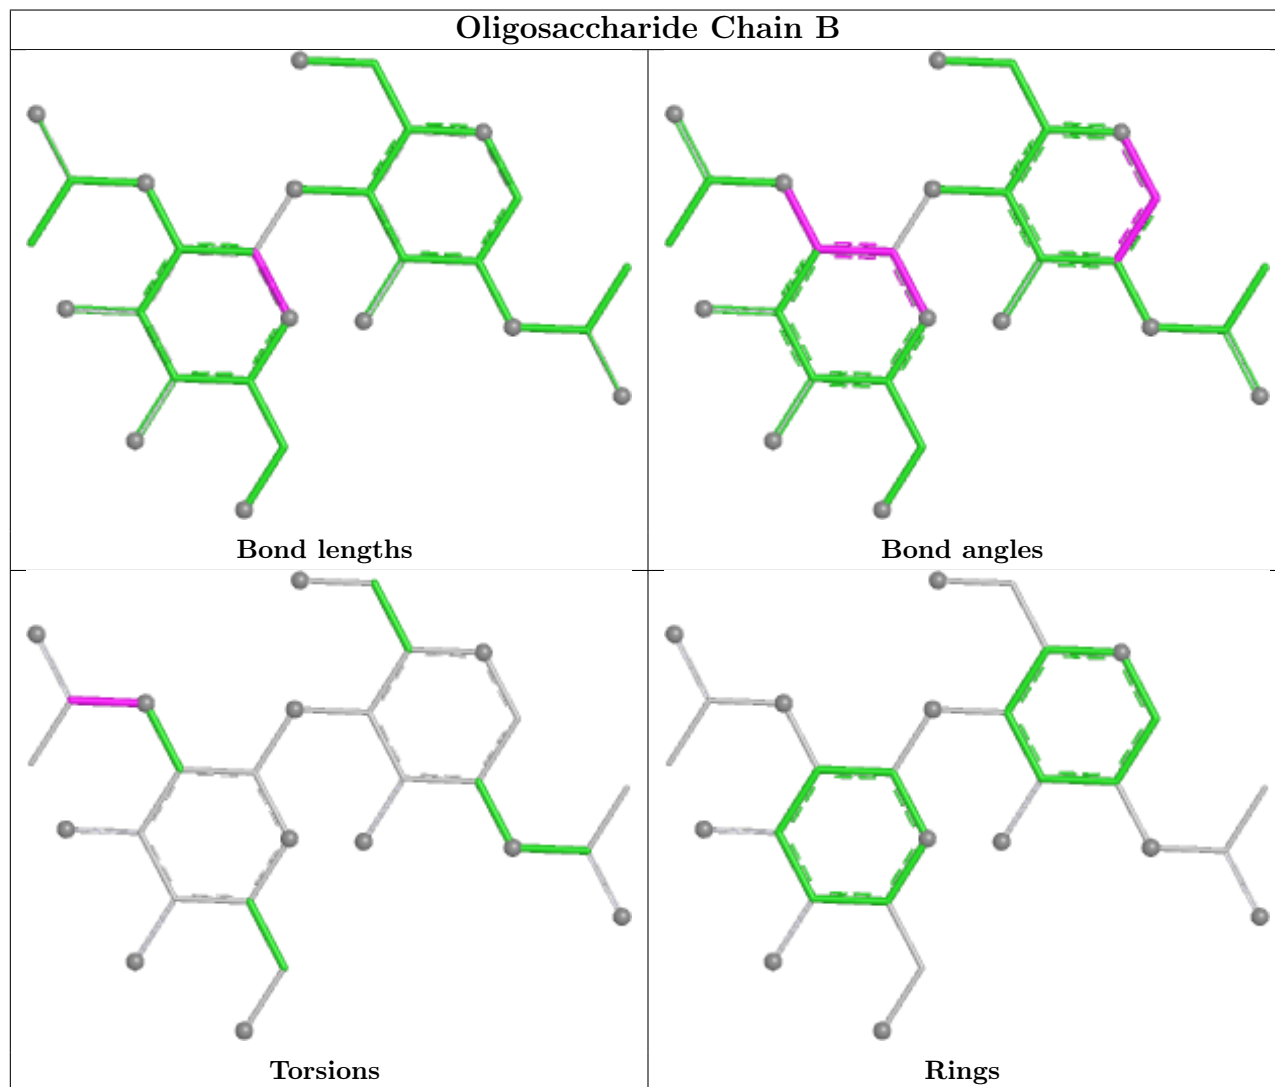 Oligosaccharide Chain B
Bond lengths
Bond angles
Torsions
Rings